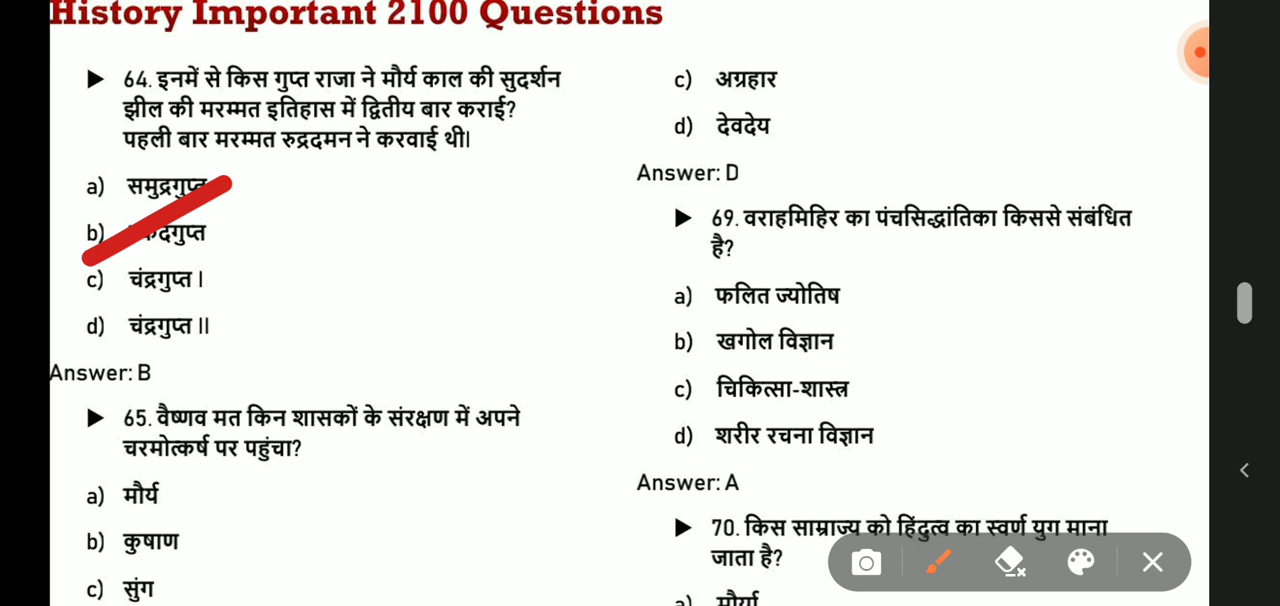 History Important 2100 Questions
▶ 64. इनमें से किस गुप्त राजा ने मौर्य काल की सुदर्शन
झील की मरम्मत इतिहास में द्वितीय बार कराई?
पहली बार मरम्मत रुद्रदमन ने करवाई थी।
a) समुद्रगुप्त
b)
c) चंद्रगुप्त I
d) चंद्रगुप्त II
Answer: B
▶ 65. वैष्णव मत किन शासकों के संरक्षण में अपने
चरमोत्कर्ष पर पहुंचा?
a) मौर्य
b) कुषाण
c) सुंग
c) अग्रहार
d) देवदेय
Answer: D
▶ 69. वराहमिहिर का पंचसिद्धांतिका किससे संबंधित
है?
a) फलित ज्योतिष
b) खगोल विज्ञान
c) चिकित्सा-शास्त्र
d) शरीर रचना विज्ञान
Answer: A
▶ 70. किस साम्राज्य को हिंदुत्व का स्वर्ण युग माना
जाता है?
a) मौर्या